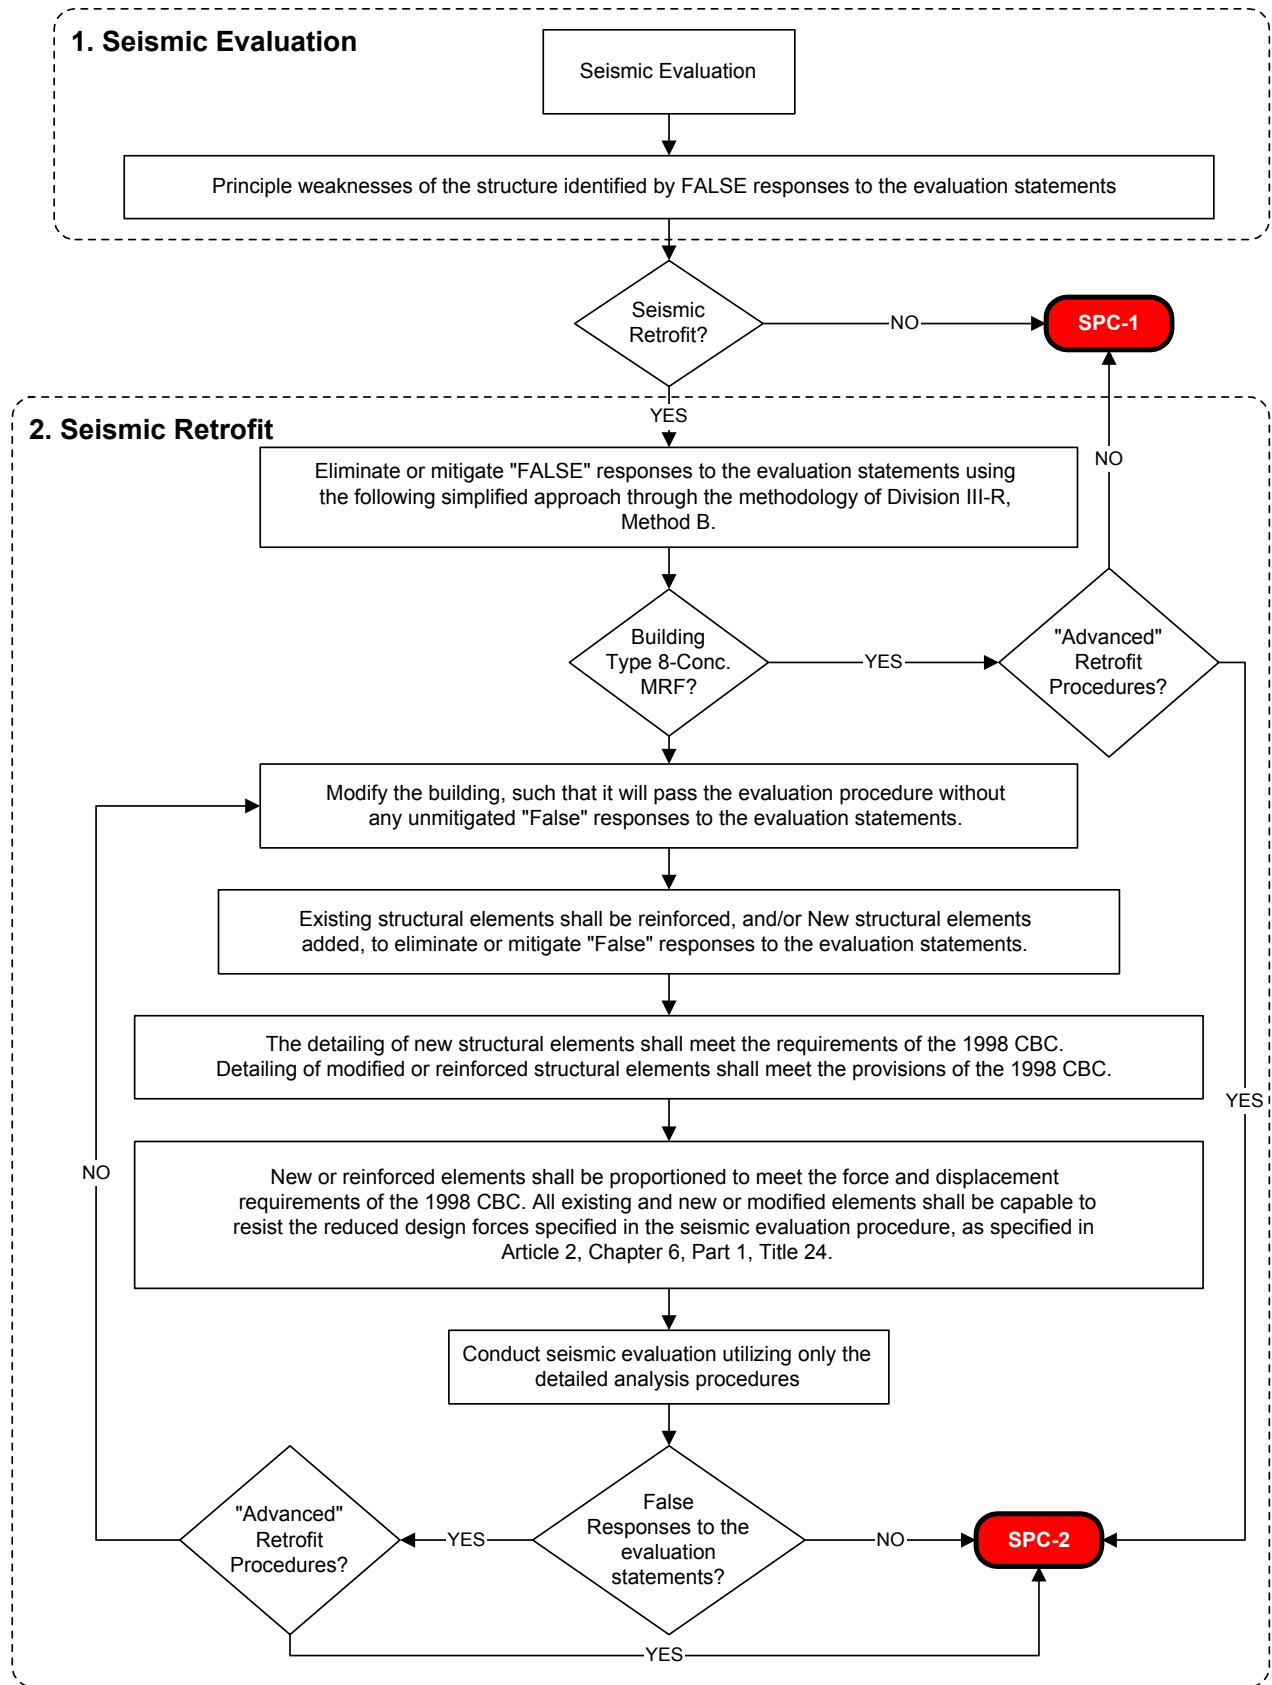 1. Seismic Evaluation
Seismic Evaluation
Principle weaknesses of the structure identified by FALSE responses to the evaluation statements
Seismic
Retrofit?
NO
SPC-1
YES
2. Seismic Retrofit
Eliminate or mitigate "FALSE" responses to the evaluation statements using
the following simplified approach through the methodology of Division III-R,
Method B.
NO
Building
Type 8-Conc.
MRF?
YES
"Advanced"
Retrofit
Procedures?
Modify the building, such that it will pass the evaluation procedure without
any unmitigated "False" responses to the evaluation statements.
Existing structural elements shall be reinforced, and/or New structural elements
added, to eliminate or mitigate "False" responses to the evaluation statements.
The detailing of new structural elements shall meet the requirements of the 1998 CBC.
Detailing of modified or reinforced structural elements shall meet the provisions of the 1998 CBC.
YES
NO
New or reinforced elements shall be proportioned to meet the force and displacement
requirements of the 1998 CBC. All existing and new or modified elements shall be capable to
resist the reduced design forces specified in the seismic evaluation procedure, as specified in
Article 2, Chapter 6, Part 1, Title 24.
Conduct seismic evaluation utilizing only the
detailed analysis procedures
"Advanced"
Retrofit
Procedures?
YES
False
Responses to the
evaluation
statements?
NO
SPC-2
YES